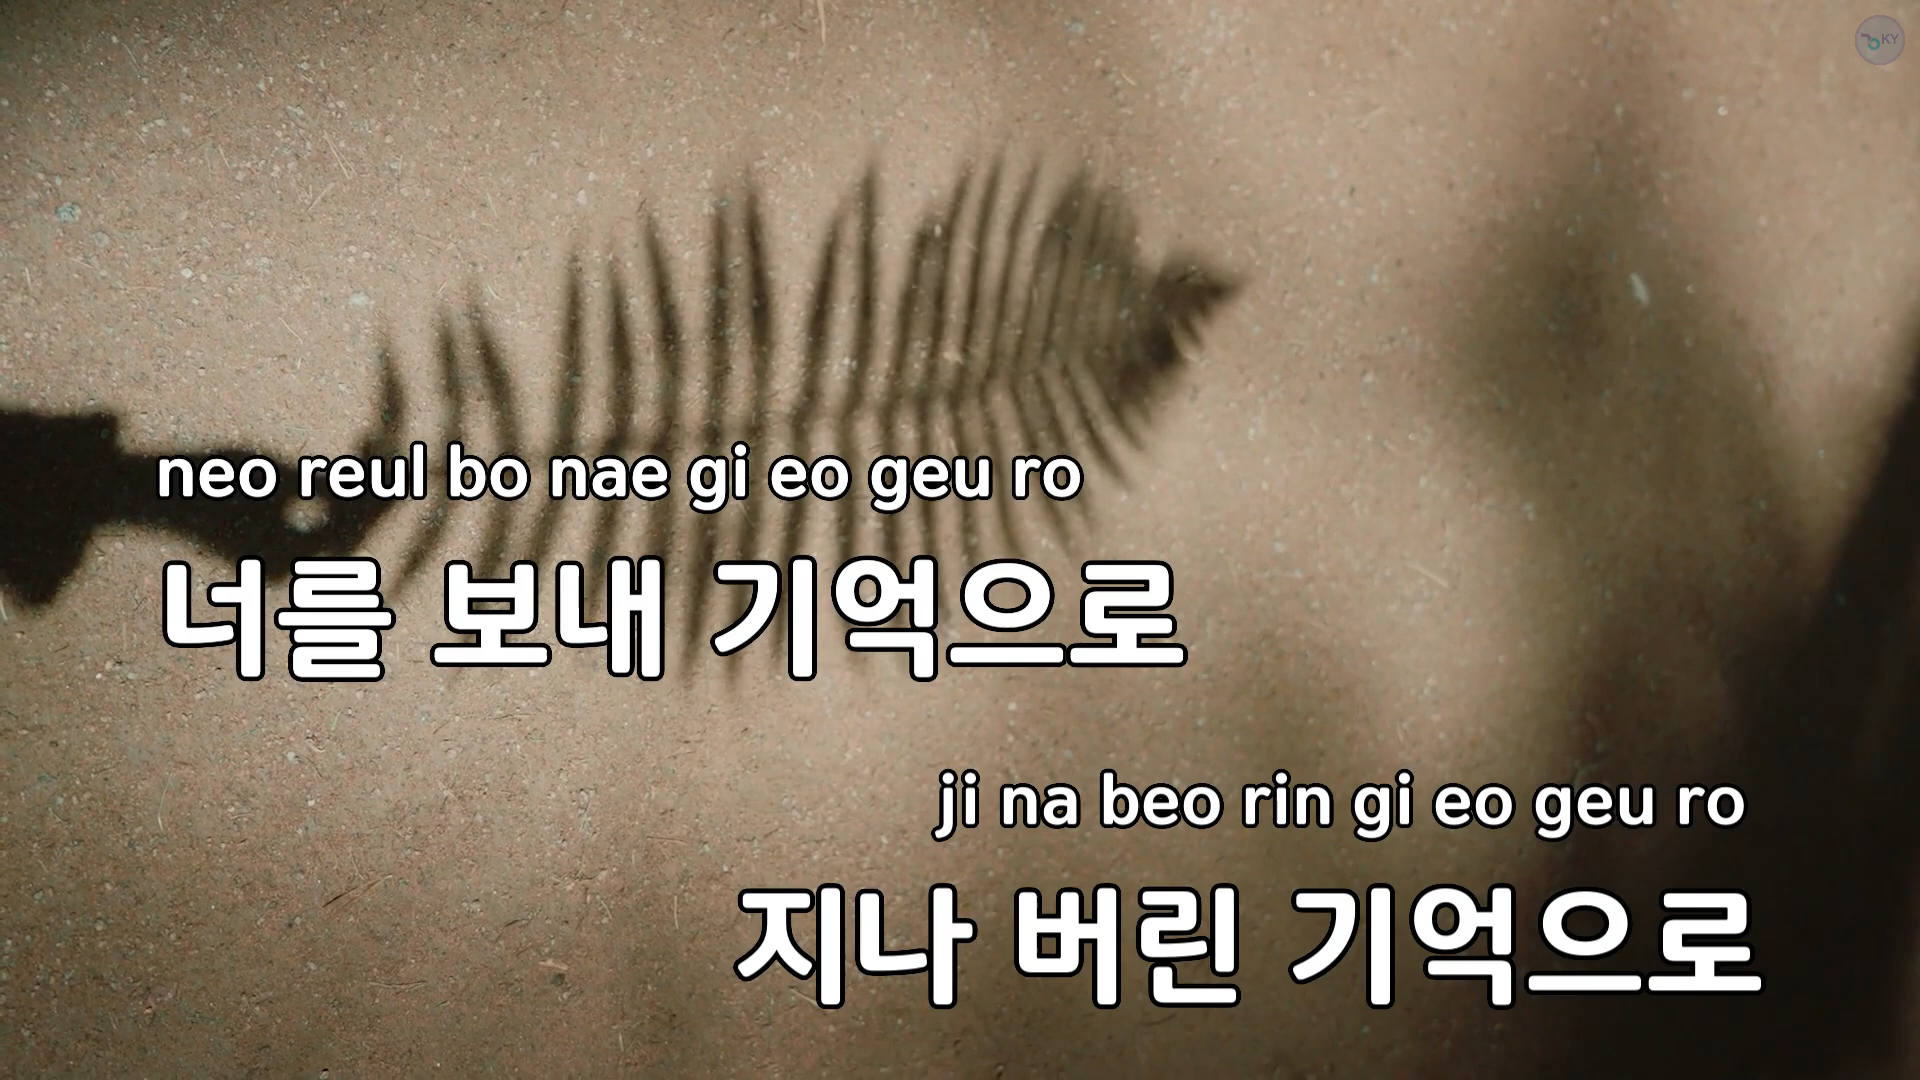 KY
neo reul bo nae gi eo geu ro
너를 보내 기억으로
ji na beo rin gi eo geu ro
지나 버린 기억으로